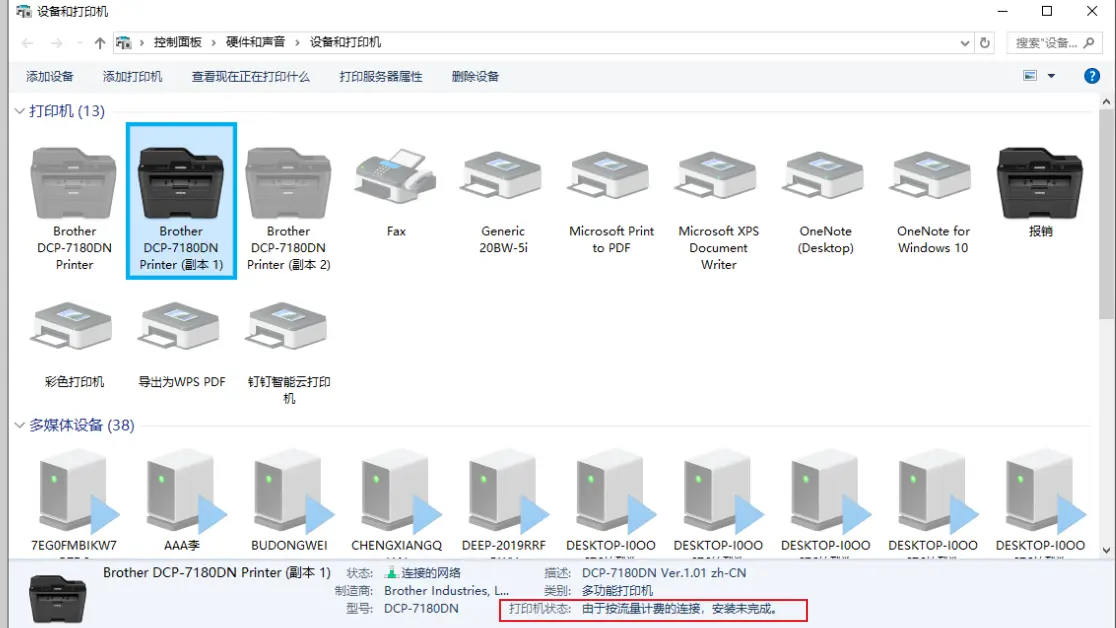 设备和打印机
控制面板 › 硬件和声音 › 设备和打印机
搜索"设备...
添加设备 添加打印机 查看现在正在打印什么 打印服务器属性 删除设备
打印机 (13)
Brother DCP-7180DN Printer
Brother DCP-7180DN Printer (副本 1)
Brother DCP-7180DN Printer (副本 2)
Fax
Generic 20BW-5i
Microsoft Print to PDF
Microsoft XPS Document Writer
OneNote (Desktop)
OneNote for Windows 10
报销
彩色打印机
导出为WPS PDF
钉钉智能云打印机
多媒体设备 (38)
7EG0FMBIKW7
AAA李
BUDONGWEI
CHENGXIANGQ
DEEP-2019RRF
DESKTOP-I0OO
DESKTOP-I0OO
DESKTOP-I0OO
DESKTOP-I0OO
DESKTOP-I0OO
Brother DCP-7180DN Printer (副本 1) 状态: 连接的网络 描述: DCP-7180DN Ver.1.01 zh-CN
制造商: Brother Industries, L... 类别: 多功能打印机
型号: DCP-7180DN 打印机状态: 由于按流量计费的连接，安装未完成。